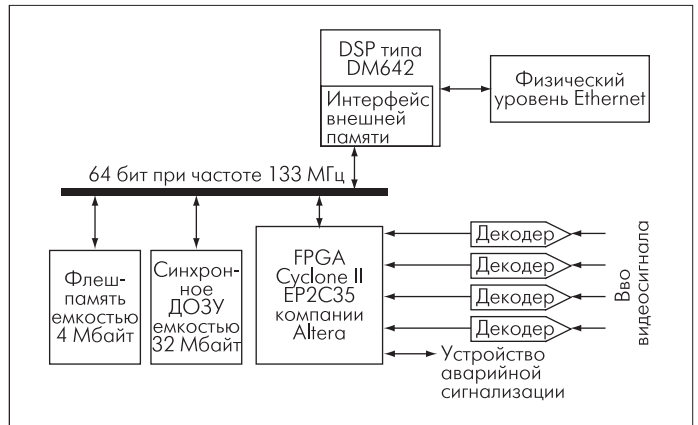 DSP типа
DM642
Интерфейс
внешней
памяти
Физический
уровень Ethernet
64 бит при частоте 133 МГц
Флеш-
память
емкостью
4 Мбайт
Синхрон-
ное
ДОЗУ
емкостью
32 Мбайт
FPGA
Cyclone II
EP2C35
компании
Altera
Декодер
Декодер
Декодер
Декодер
Вво
видеосигнала
Устройство
аварийной
сигнализации